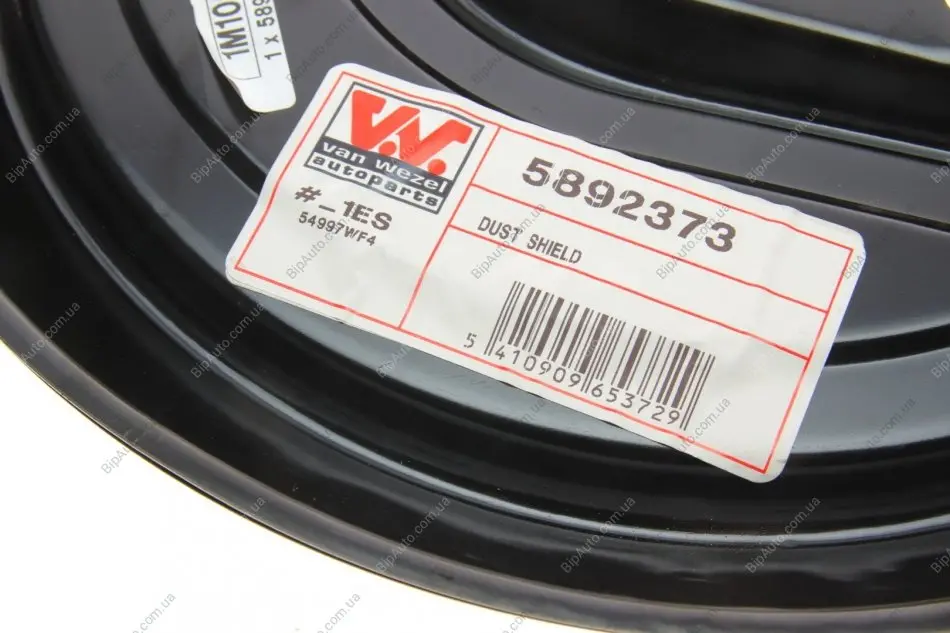 1M10
1 x 589
VW.
van wezel
autoparts
#_1ES
54997WF4
5892373
DUST SHIELD
5 410909 653729
BipAuto.com.ua